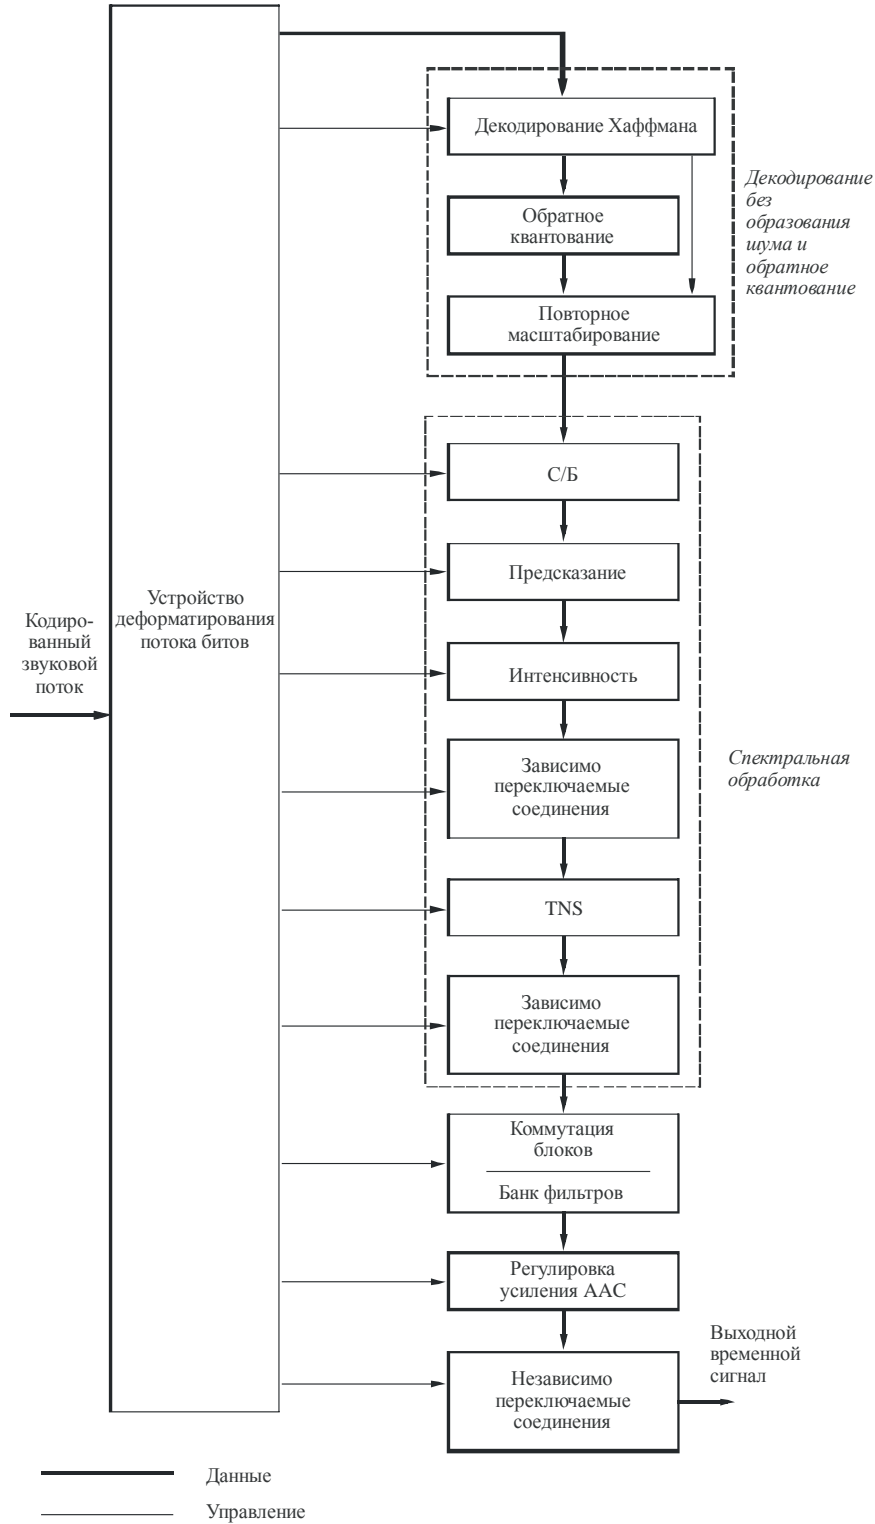 Декодирование Хаффмана
Обратное
квантование
Повторное
масштабирование
Декодирование
без
образования
шума и
обратное
квантование
С/Б
Предсказание
Интенсивность
Зависимо
переключаемые
соединения
TNS
Зависимо
переключаемые
соединения
Спектральная
обработка
Кодиро-
ванный
звуковой
поток
Устройство
деформатирования
потока битов
Коммутация
блоков
Банк фильтров
Регулировка
усиления ААС
Независимо
переключаемые
соединения
Выходной
временной
сигнал
Данные
Управление